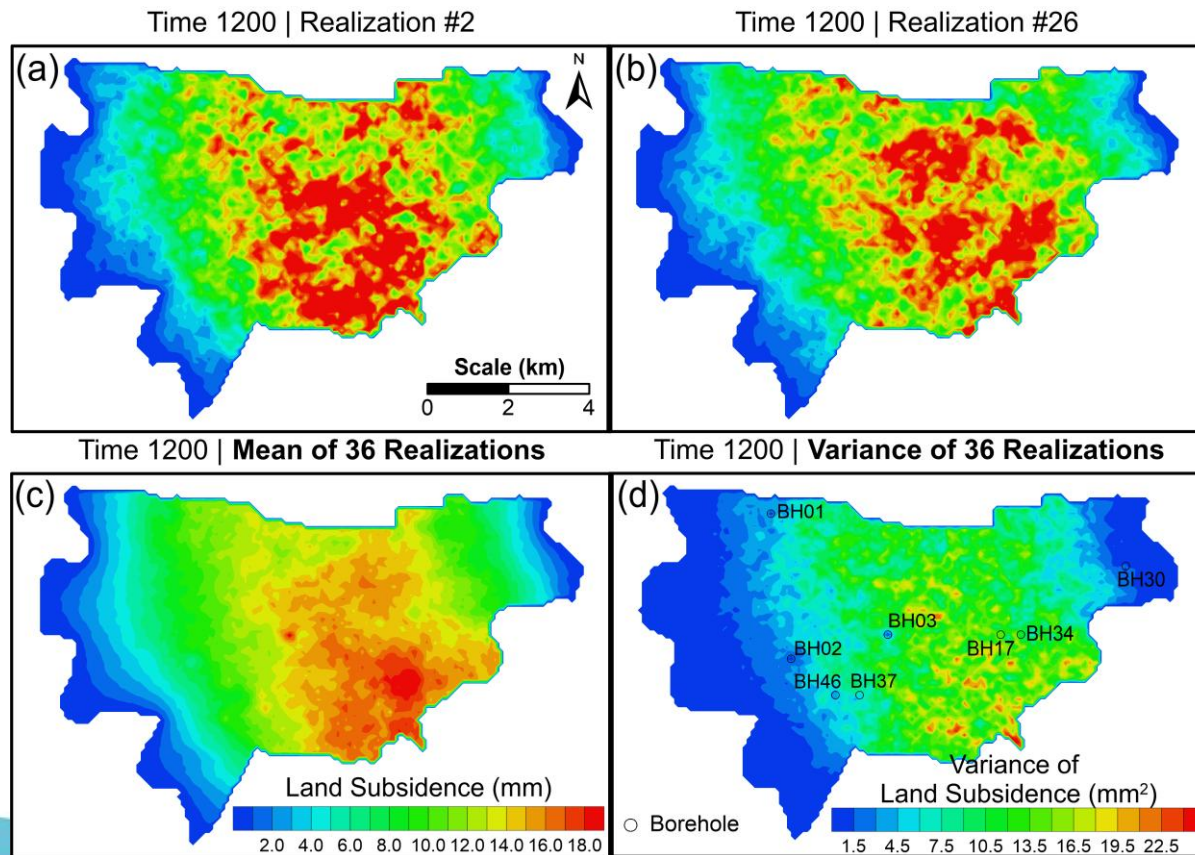 Time 1200 | Realization #2
Time 1200 | Realization #26
(a)
N
Scale (km)
0 2 4
(b)
Time 1200 | Mean of 36 Realizations
Time 1200 | Variance of 36 Realizations
(c)
Land Subsidence (mm)
2.0 4.0 6.0 8.0 10.0 12.0 14.0 16.0 18.0
(d)
BH01
BH30
BH03
BH34
BH17
BH02
BH46 BH37
Variance of
Land Subsidence (mm²)
Borehole
1.5 4.5 7.5 10.5 13.5 16.5 19.5 22.5